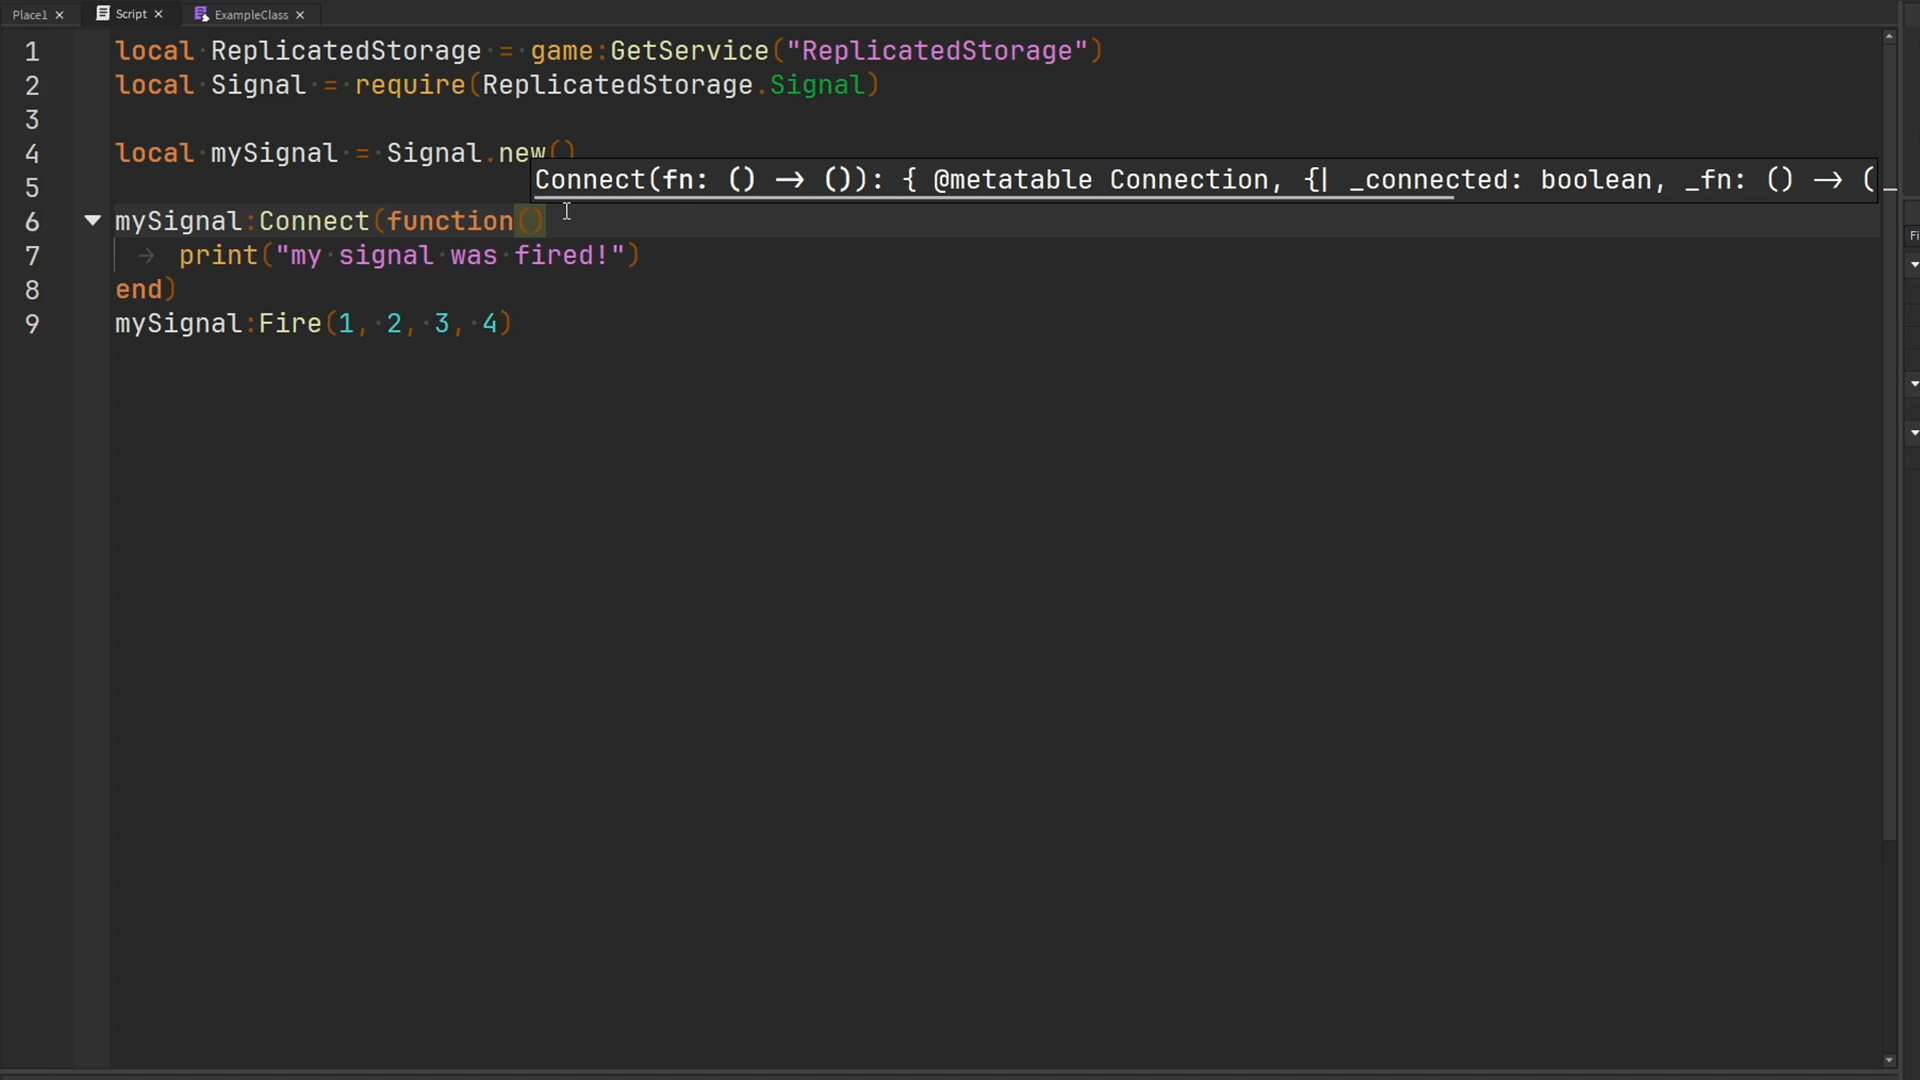 Place1 × Script × ExampleClass ×
1 local ReplicatedStorage = game:GetService("ReplicatedStorage")
2 local Signal = require(ReplicatedStorage.Signal)
3
4 local mySignal = Signal.new()
Connect(fn: () → ()): { @metatable Connection, {| _connected: boolean, _fn: () → (
5
6 mySignal:Connect(function()
7 print("my signal was fired!")
8 end)
9 mySignal:Fire(1, 2, 3, 4)
Fi